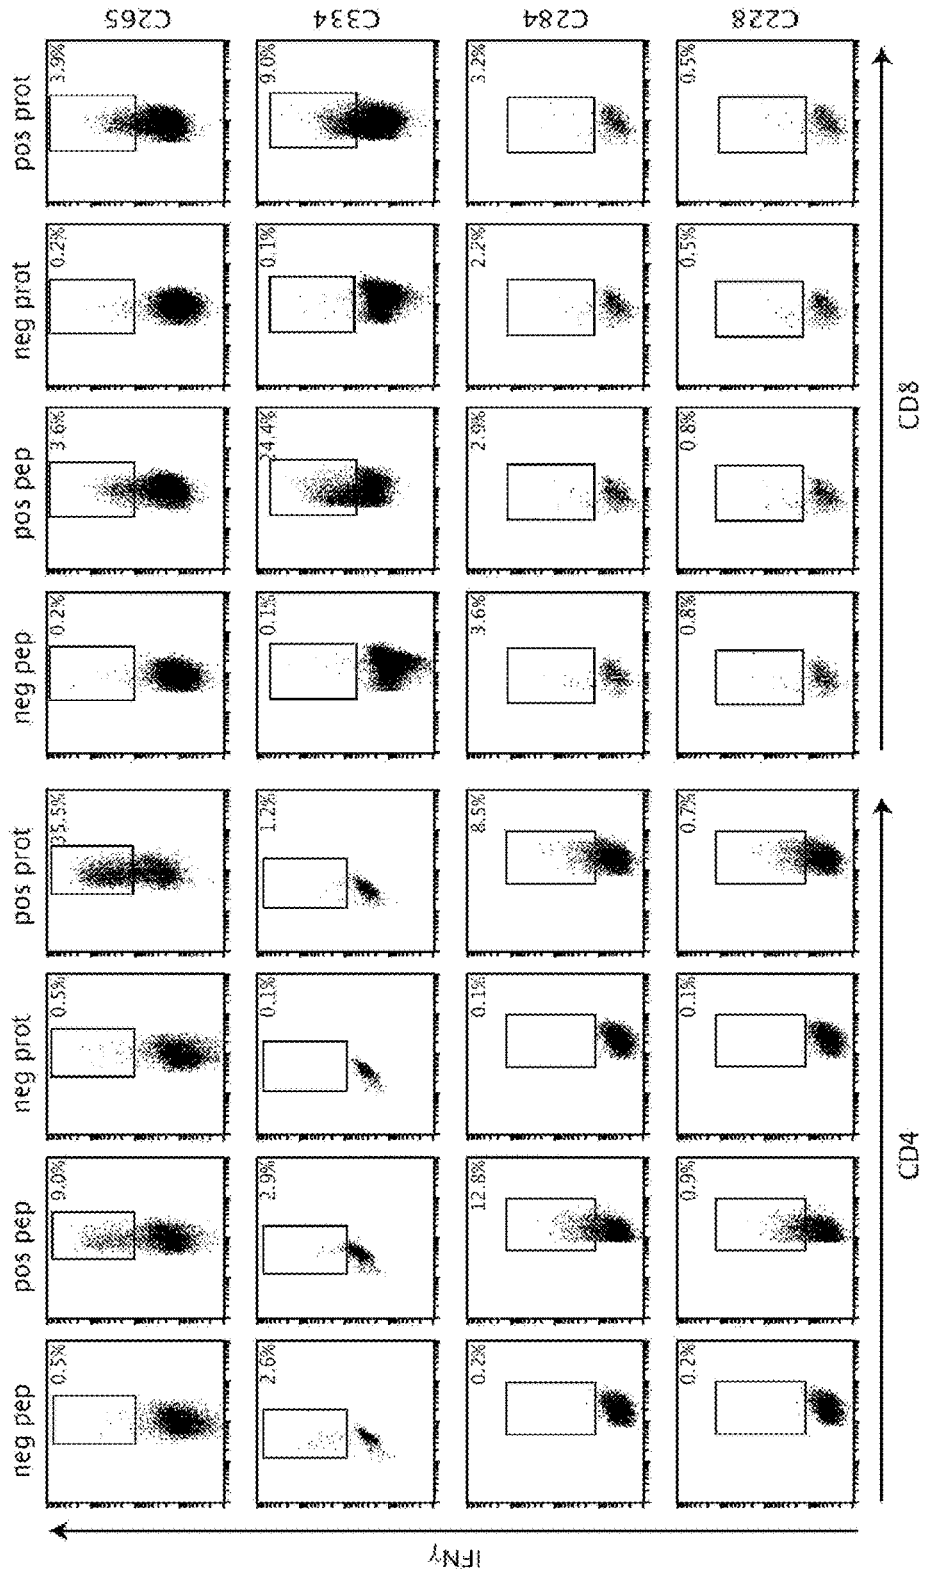 neg pep pos pep neg prot pos prot neg pep pos pep neg prot pos prot
0.5% 9.0% 0.5% 35.5% 0.2% 3.6% 0.2% 3.9% C265
2.6% 2.9% 0.1% 1.2% 0.1% 24.4% 0.1% 9.0% C334
0.2% 12.8% 0.1% 8.5% 3.6% 2.9% 2.2% 3.2% C284
0.2% 0.9% 0.1% 0.7% 0.8% 0.8% 0.5% 0.5% C228
IFNγ
CD4 CD8